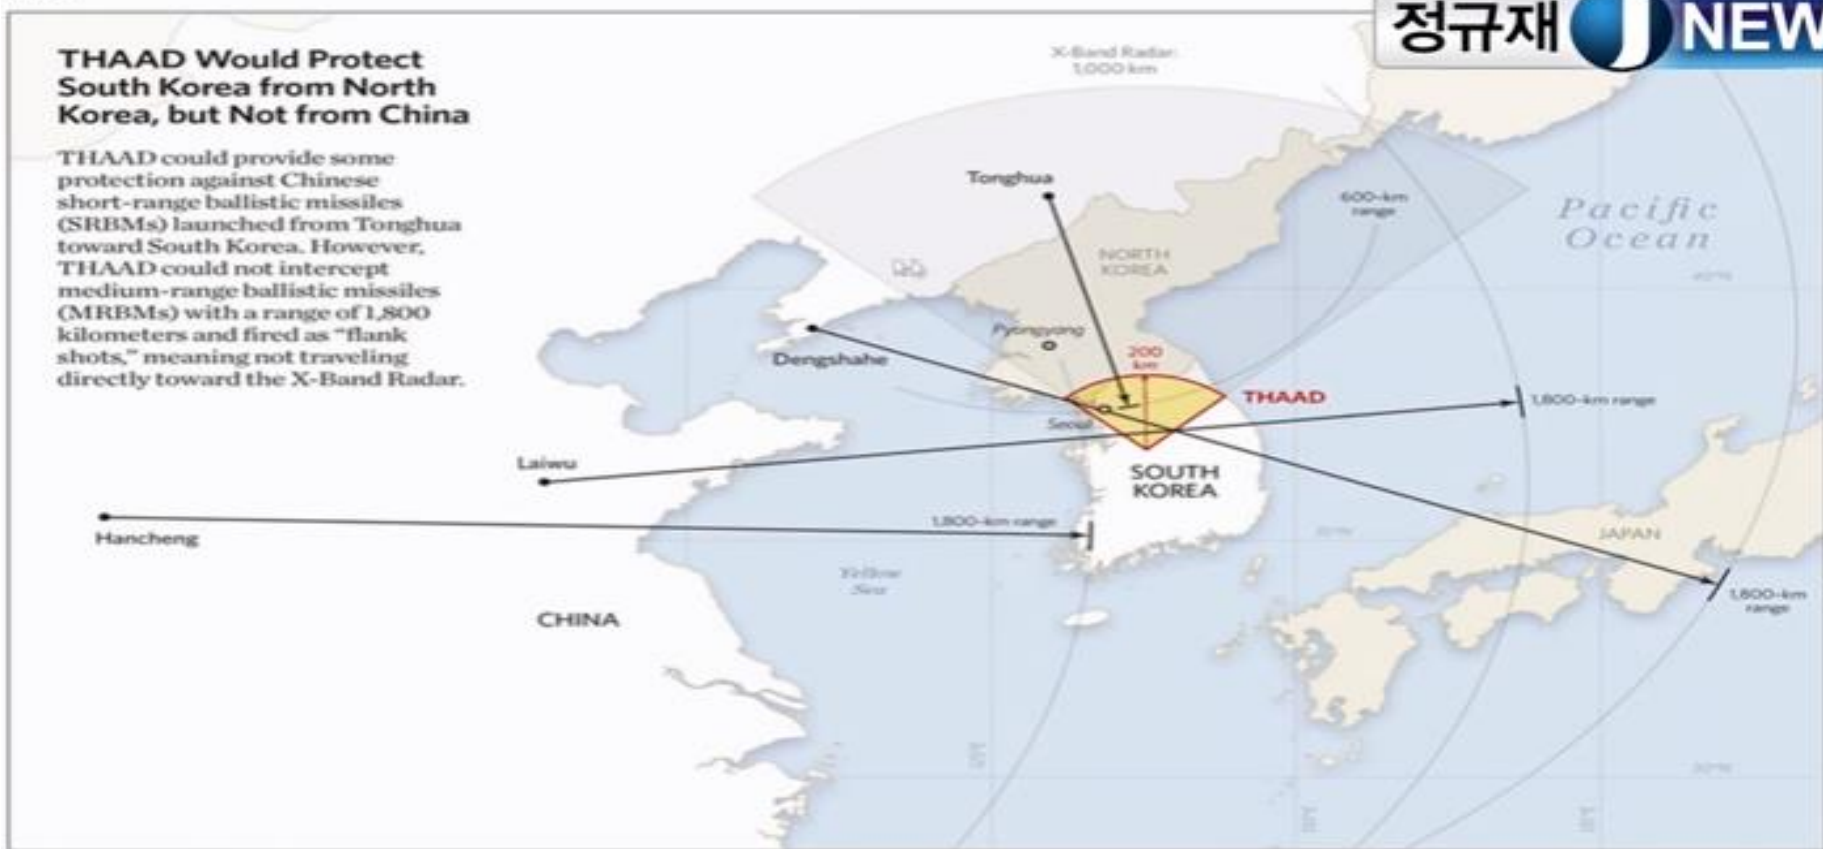 정규재 J NEW
THAAD Would Protect
South Korea from North
Korea, but Not from China
THAAD could provide some
protection against Chinese
short-range ballistic missiles
(SRBMs) launched from Tonghua
toward South Korea. However,
THAAD could not intercept
medium-range ballistic missiles
(MRBMs) with a range of 1,800
kilometers and fired as “flank
shots,” meaning not traveling
directly toward the X-Band Radar.
X-Band Radar:
1,000 km
Tonghua
600-km
range
Pacific
Ocean
NORTH
KOREA
40°N
Pyongyang
Dengshahe
200
km
THAAD
1,800-km range
Seoul
Laiwu
SOUTH
KOREA
Hancheng
1,800-km range
JAPAN
Yellow
Sea
1,800-km
range
CHINA
30°N